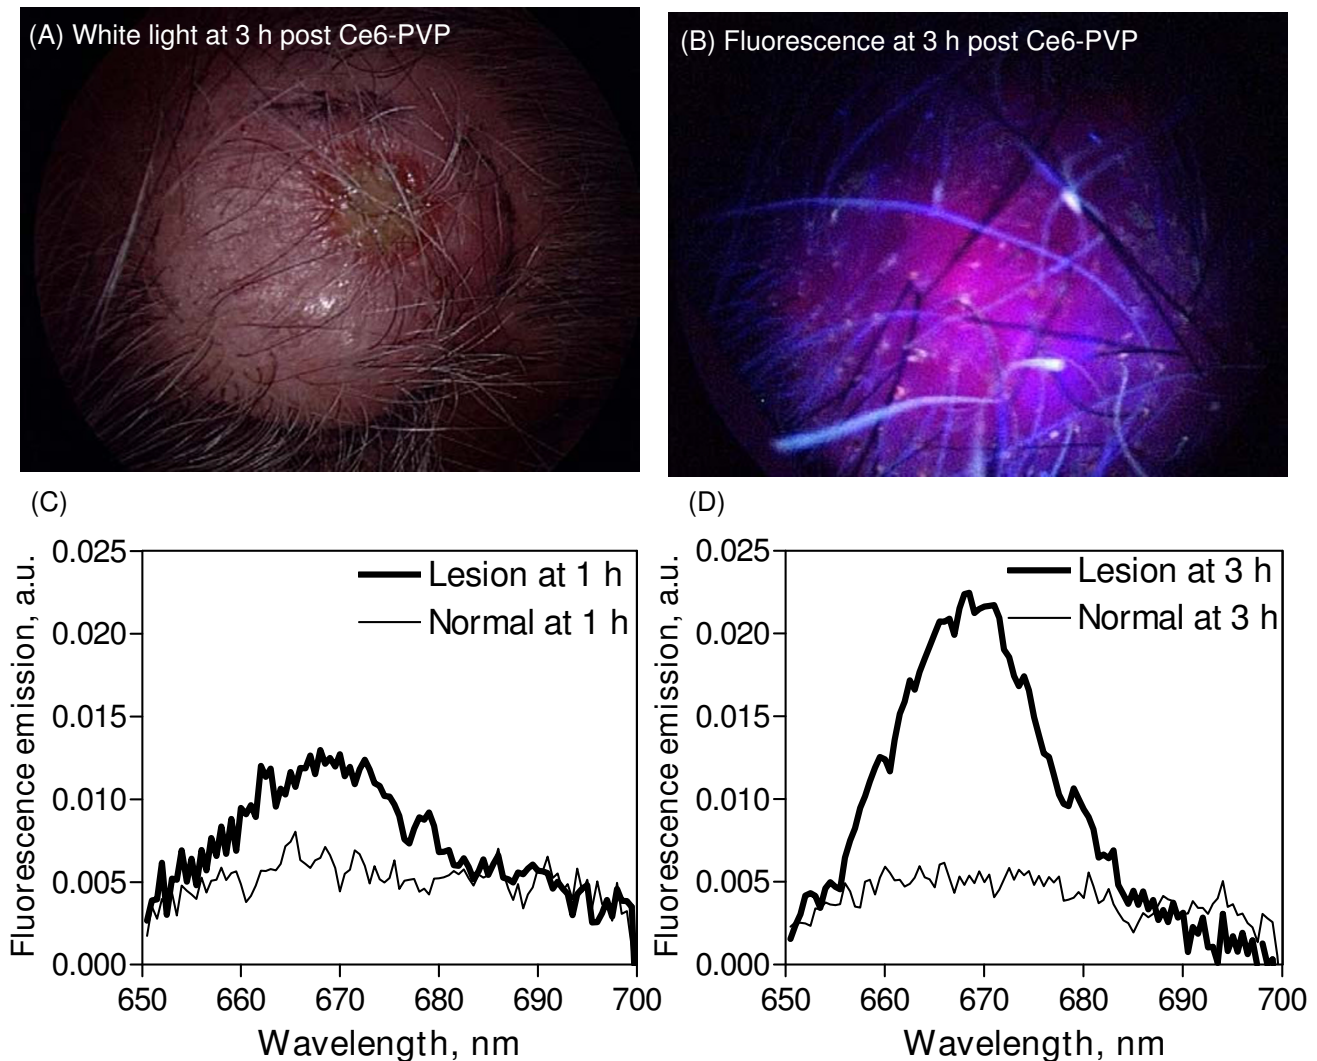 (A) White light at 3 h post Ce6-PVP
(B) Fluorescence at 3 h post Ce6-PVP
(C)
Fluorescence emission, a.u.
0.025
0.020
0.015
0.010
0.005
0.000
Lesion at 1 h
Normal at 1 h
650 660 670 680 690 700
Wavelength, nm
(D)
Fluorescence emission, a.u.
0.025
0.020
0.015
0.010
0.005
0.000
Lesion at 3 h
Normal at 3 h
650 660 670 680 690 700
Wavelength, nm